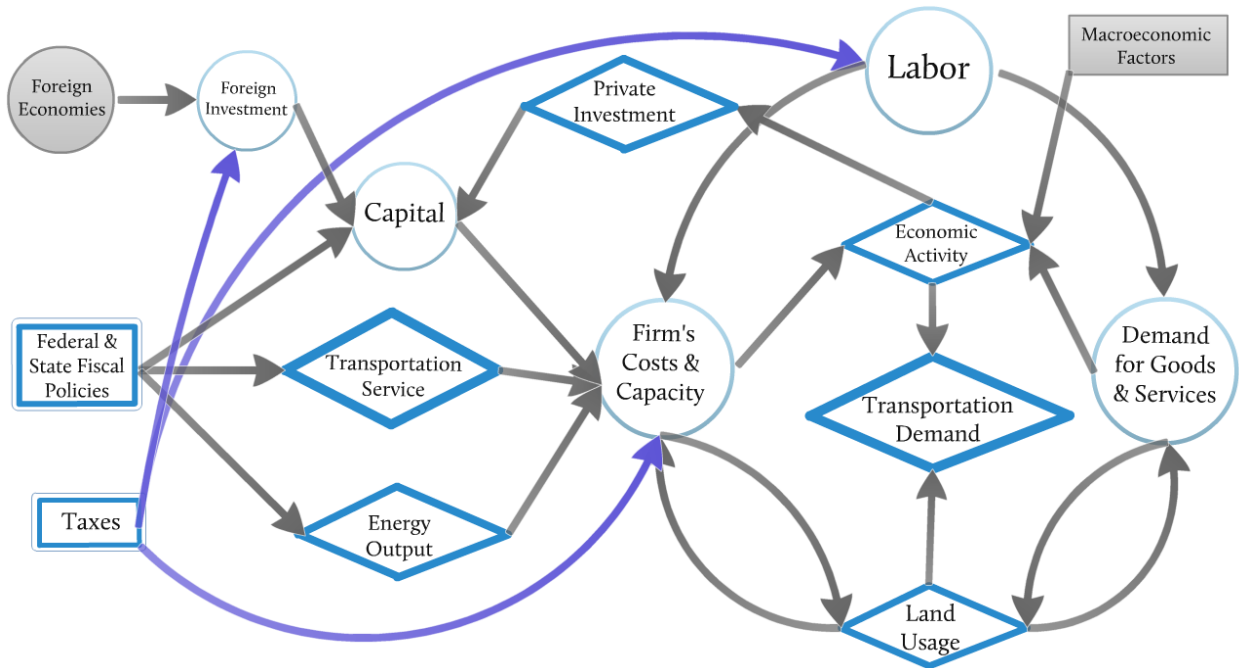 Foreign
Economies
Foreign
Investment
Private
Investment
Labor
Macroeconomic
Factors
Capital
Economic
Activity
Federal &
State Fiscal
Policies
Transportation
Service
Firm's
Costs &
Capacity
Transportation
Demand
Demand
for Goods
& Services
Taxes
Energy
Output
Land
Usage